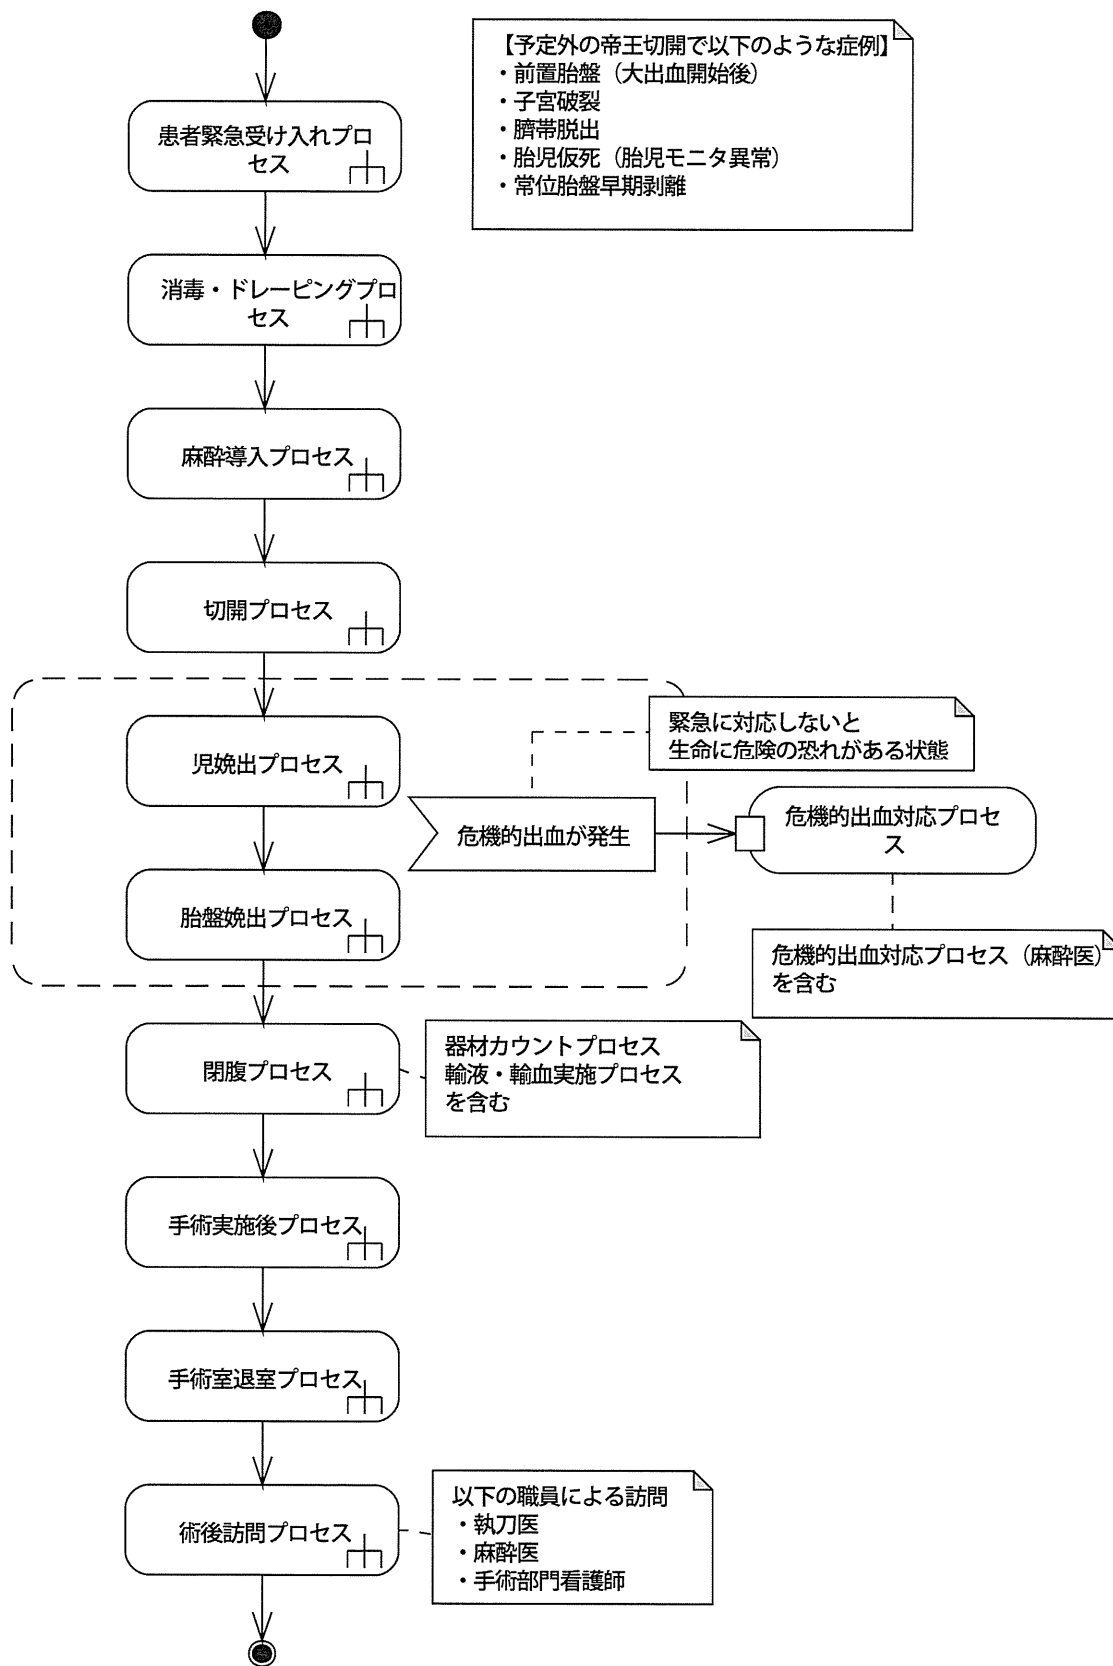 【予定外の帝王切開で以下のような症例】
・前置胎盤（大出血開始後）
・子宮破裂
・臍帯脱出
・胎児仮死（胎児モニタ異常）
・常位胎盤早期剥離
患者緊急受け入れプロ
セス
消毒・ドレーピングプロ
セス
麻酔導入プロセス
切開プロセス
児娩出プロセス
緊急に対応しないと
生命に危険の恐れがある状態
危機的出血が発生
危機的出血対応プロセ
ス
胎盤娩出プロセス
危機的出血対応プロセス（麻酔医）
を含む
閉腹プロセス
器材カウントプロセス
輸液・輸血実施プロセス
を含む
手術実施後プロセス
手術室退室プロセス
術後訪問プロセス
以下の職員による訪問
・執刀医
・麻酔医
・手術部門看護師